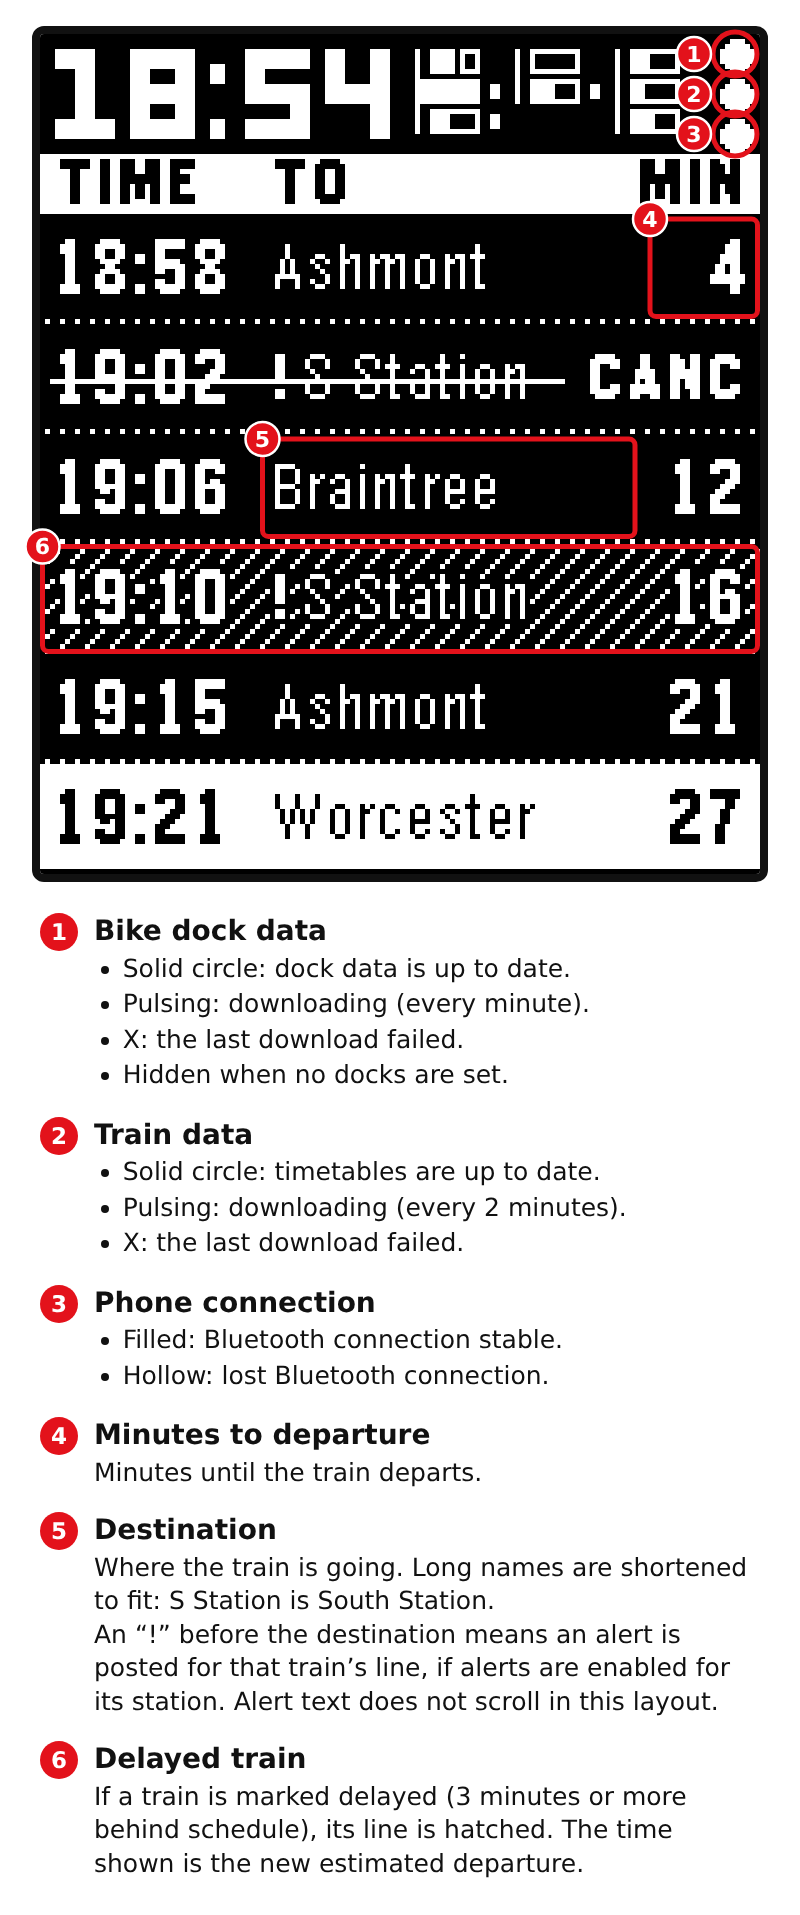 18:54
1
2
3
TIME TO MIN
4
18:58 Ashmont 4
19:02 ! S Station CANC
5
19:06 Braintree 12
6
19:10 ! S Station 16
19:15 Ashmont 21
19:21 Worcester 27
1 Bike dock data
• Solid circle: dock data is up to date.
• Pulsing: downloading (every minute).
• X: the last download failed.
• Hidden when no docks are set.
2 Train data
• Solid circle: timetables are up to date.
• Pulsing: downloading (every 2 minutes).
• X: the last download failed.
3 Phone connection
• Filled: Bluetooth connection stable.
• Hollow: lost Bluetooth connection.
4 Minutes to departure
Minutes until the train departs.
5 Destination
Where the train is going. Long names are shortened
to fit: S Station is South Station.
An “!” before the destination means an alert is
posted for that train’s line, if alerts are enabled for
its station. Alert text does not scroll in this layout.
6 Delayed train
If a train is marked delayed (3 minutes or more
behind schedule), its line is hatched. The time
shown is the new estimated departure.